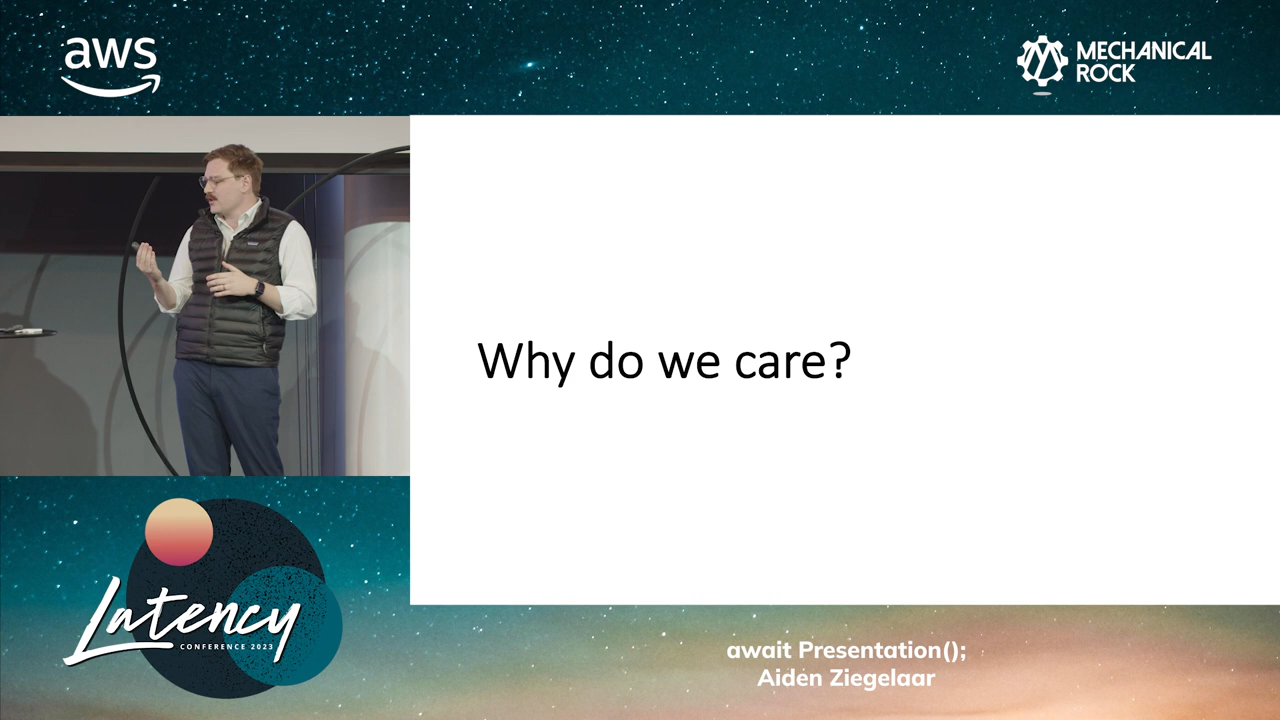 aws
MECHANICAL
ROCK
Why do we care?
Latency
CONFERENCE 2023
await Presentation();
Aiden Ziegelaar